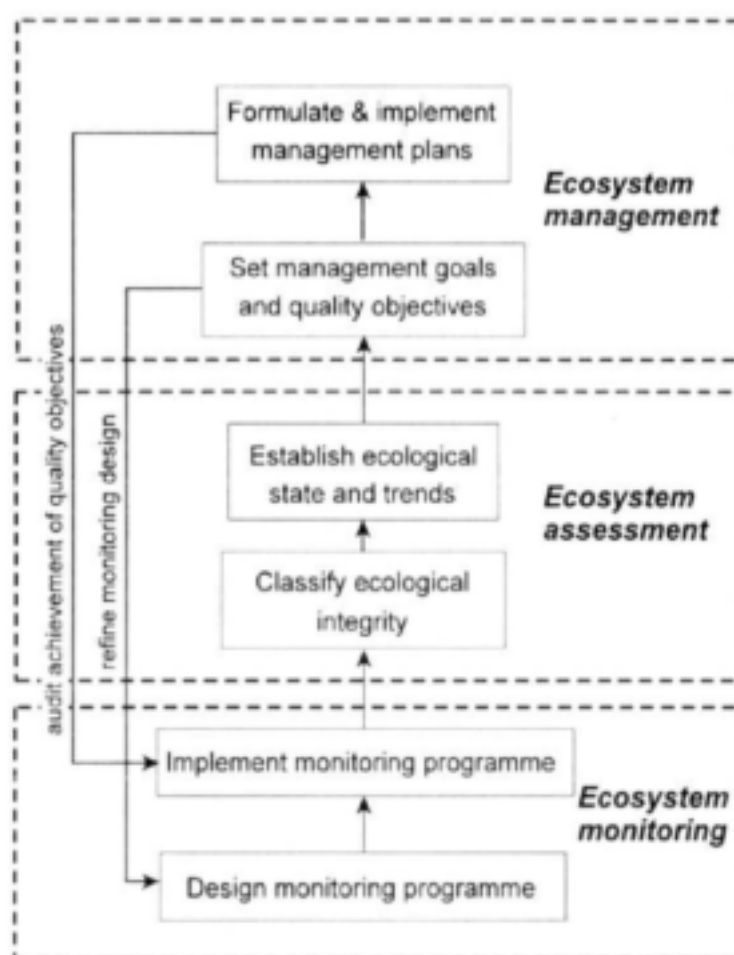 Formulate & implement
management plans
Ecosystem
management
Set management goals
and quality objectives
audit achievement of quality objectives
refine monitoring design
Establish ecological
state and trends
Ecosystem
assessment
Classify ecological
integrity
Implement monitoring programme
Ecosystem
monitoring
Design monitoring programme